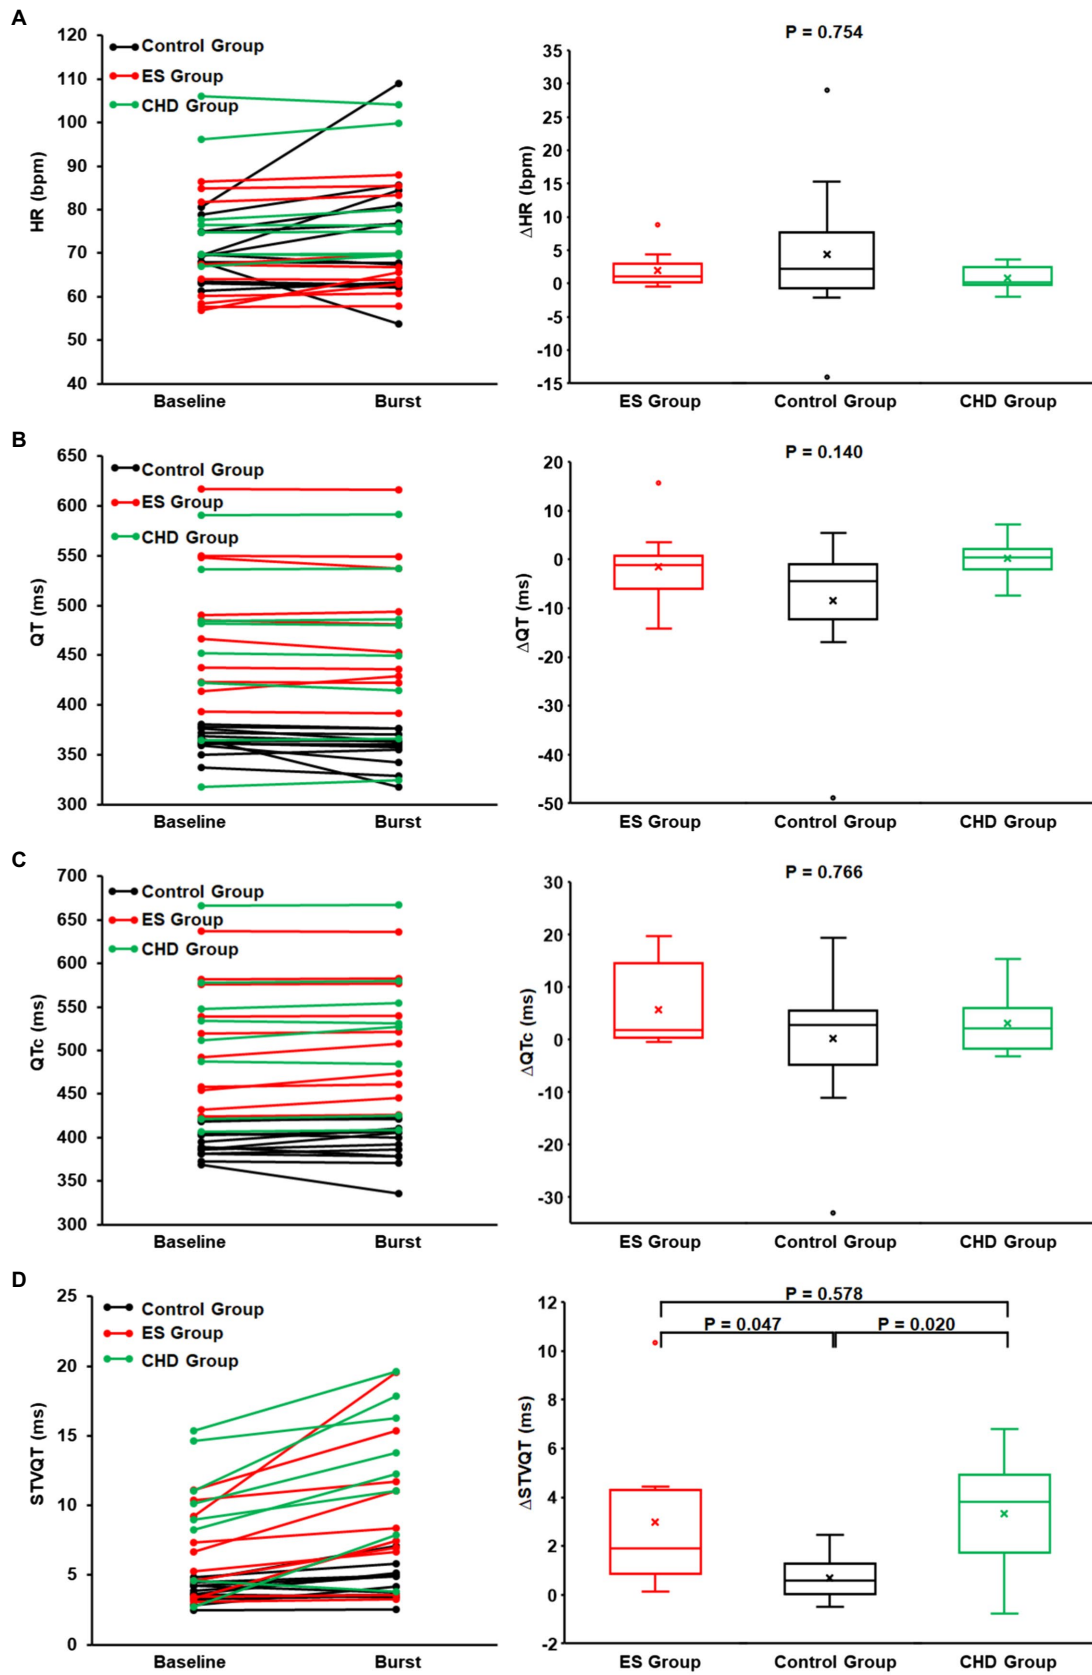 A
P = 0.754
HR (bpm)
120
110
100
90
80
70
60
50
40
Control Group
ES Group
CHD Group
Baseline
Burst
ΔHR (bpm)
35
30
25
20
15
10
5
0
-5
-10
-15
ES Group
Control Group
CHD Group
B
P = 0.140
QT (ms)
650
600
550
500
450
400
350
300
Control Group
ES Group
CHD Group
Baseline
Burst
ΔQT (ms)
20
10
0
-10
-20
-30
-40
-50
ES Group
Control Group
CHD Group
C
P = 0.766
QTc (ms)
700
650
600
550
500
450
400
350
300
Control Group
ES Group
CHD Group
Baseline
Burst
ΔQTc (ms)
30
20
10
0
-10
-20
-30
ES Group
Control Group
CHD Group
D
STVQT (ms)
25
20
15
10
5
0
Control Group
ES Group
CHD Group
Baseline
Burst
P = 0.578
P = 0.047
P = 0.020
ΔSTVQT (ms)
12
10
8
6
4
2
0
-2
ES Group
Control Group
CHD Group